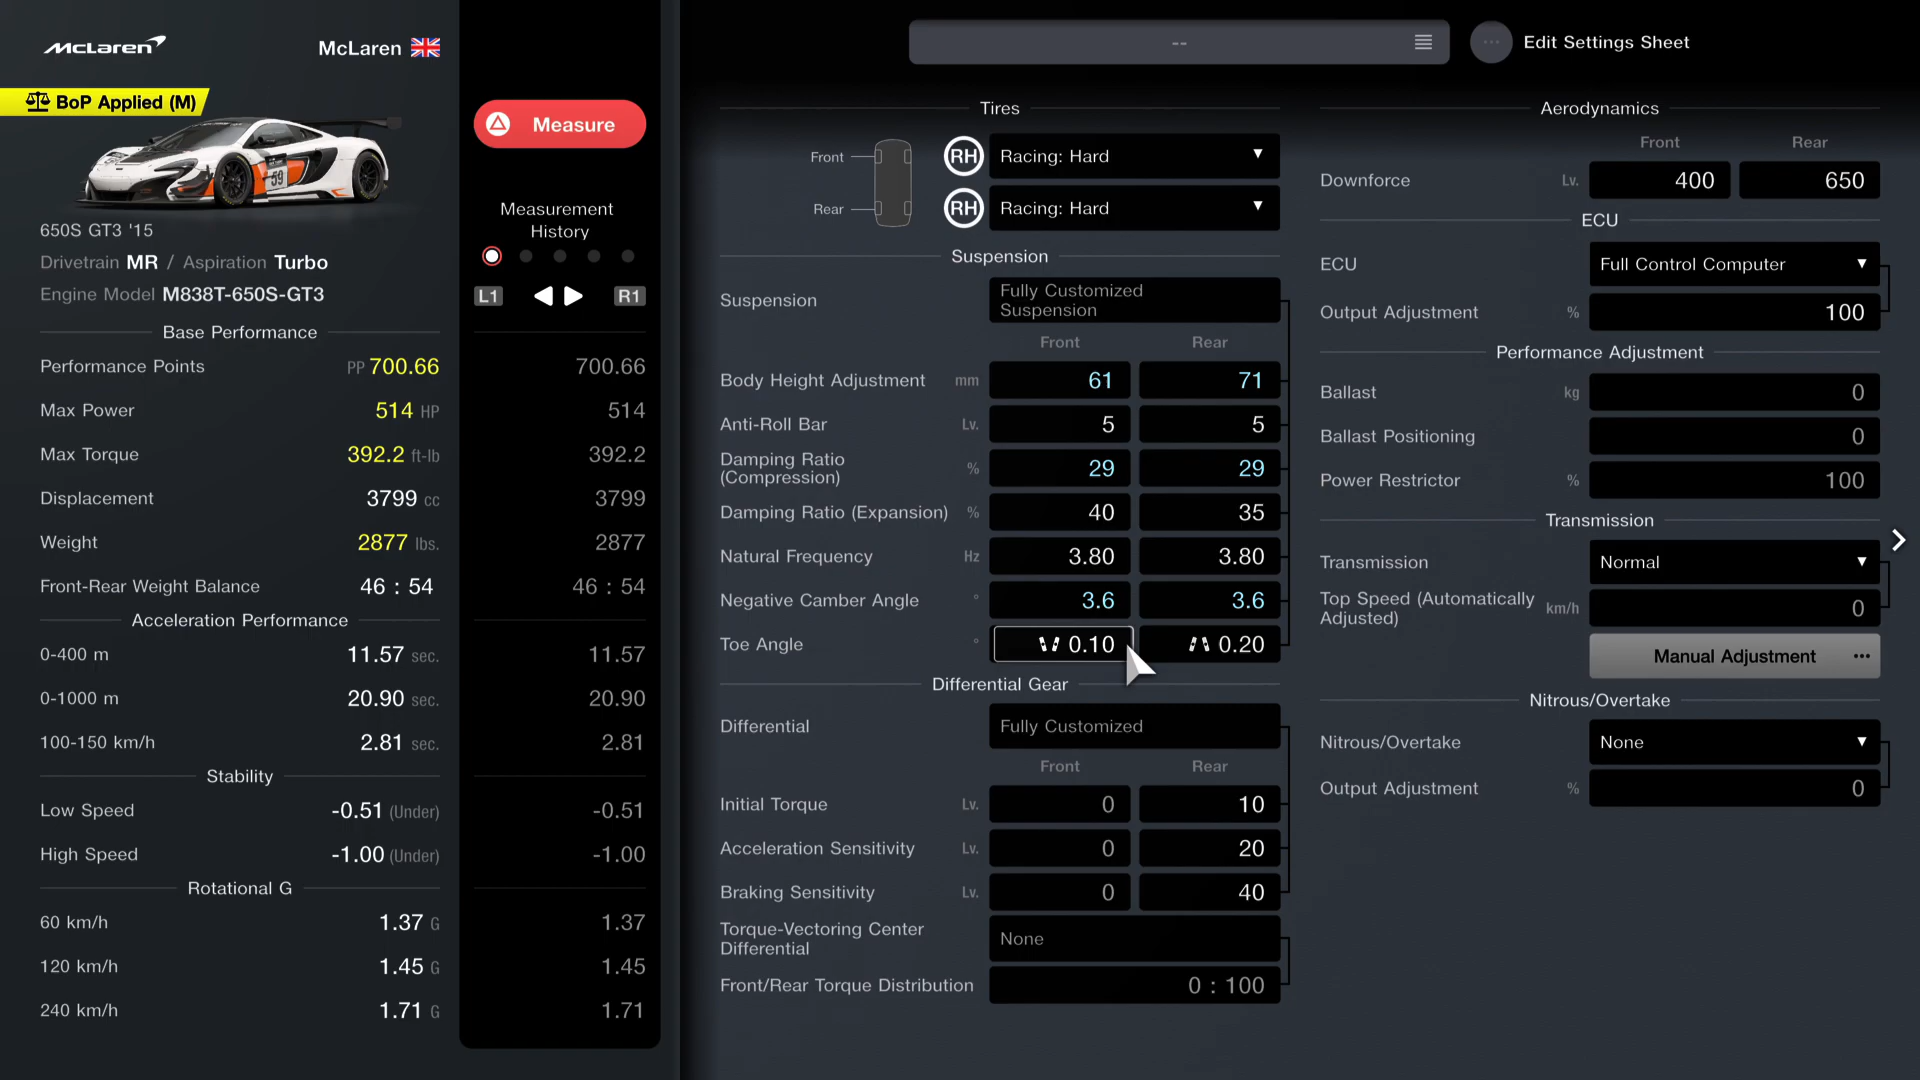 McLaren
McLaren
BoP Applied (M)
59
650S GT3 '15
Drivetrain MR / Aspiration Turbo
Engine Model M838T-650S-GT3
Base Performance
Performance Points PP 700.66
Max Power 514 HP
Max Torque 392.2 ft-lb
Displacement 3799 cc
Weight 2877 lbs.
Front-Rear Weight Balance 46 : 54
Acceleration Performance
0-400 m 11.57 sec.
0-1000 m 20.90 sec.
100-150 km/h 2.81 sec.
Stability
Low Speed -0.51 (Under)
High Speed -1.00 (Under)
Rotational G
60 km/h 1.37 G
120 km/h 1.45 G
240 km/h 1.71 G
Measure
Measurement
History
L1 R1
700.66
514
392.2
3799
2877
46 : 54
11.57
20.90
2.81
-0.51
-1.00
1.37
1.45
1.71
--
Edit Settings Sheet
Tires
Front RH Racing: Hard
Rear RH Racing: Hard
Suspension
Suspension Fully Customized
Suspension
Front Rear
Body Height Adjustment mm 61 71
Anti-Roll Bar Lv. 5 5
Damping Ratio
(Compression) % 29 29
Damping Ratio (Expansion) % 40 35
Natural Frequency Hz 3.80 3.80
Negative Camber Angle ° 3.6 3.6
Toe Angle ° 0.10 0.20
Differential Gear
Differential Fully Customized
Front Rear
Initial Torque Lv. 0 10
Acceleration Sensitivity Lv. 0 20
Braking Sensitivity Lv. 0 40
Torque-Vectoring Center
Differential None
Front/Rear Torque Distribution 0 : 100
Aerodynamics
Front Rear
Downforce Lv. 400 650
ECU
ECU Full Control Computer
Output Adjustment % 100
Performance Adjustment
Ballast kg 0
Ballast Positioning 0
Power Restrictor % 100
Transmission
Transmission Normal
Top Speed (Automatically
Adjusted) km/h 0
Manual Adjustment
Nitrous/Overtake
Nitrous/Overtake None
Output Adjustment % 0